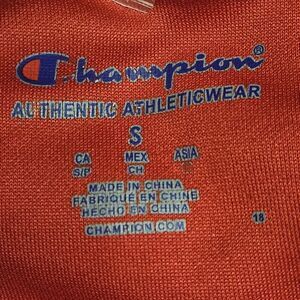 Champion®
AUTHENTIC ATHLETICWEAR
S
CA MEX ASIA
S/P CH
MADE IN CHINA
FABRIQUÉ EN CHINE
HECHO EN CHINA
CHAMPION.COM
18